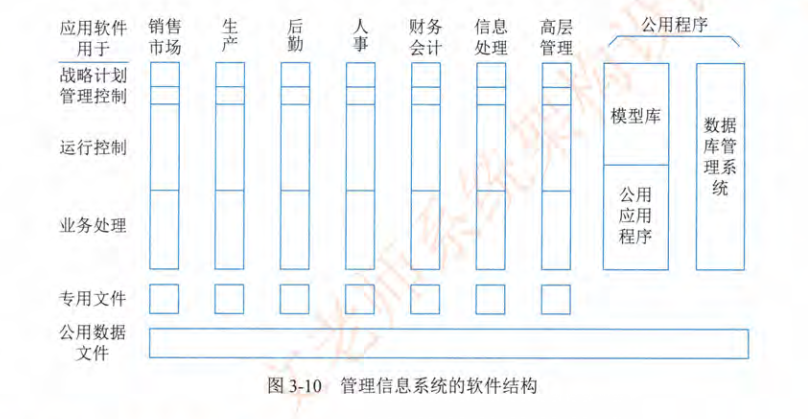 应用软件
用于
销售
市场
生
产
后
勤
人
事
财务
会计
信息
处理
高层
管理
公用程序
战略计划
管理控制
运行控制
业务处理
模型库
公用
应用
程序
数据
库管
理系
统
专用文件
公用数据
文件
图 3-10 管理信息系统的软件结构